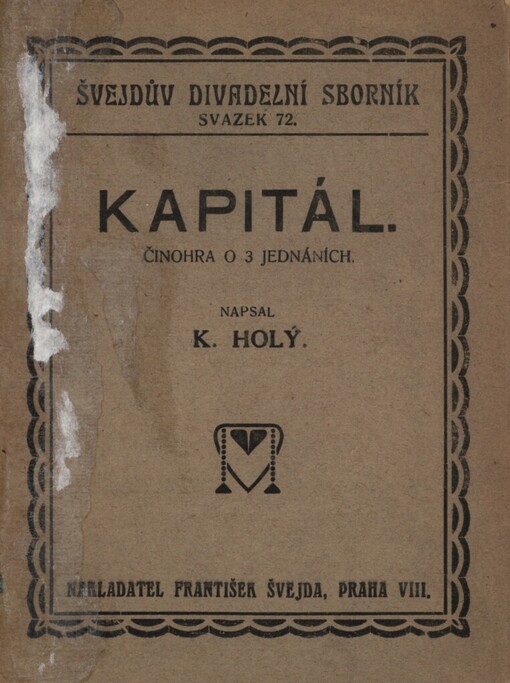 ŠVEJDŮV DIVADELNÍ SBORNÍK
SVAZEK 72.
KAPITÁL.
ČINOHRA O 3 JEDNÁNÍCH.
NAPSAL
K. HOLÝ.
NAKLADATEL FRANTIŠEK ŠVEJDA, PRAHA VIII.